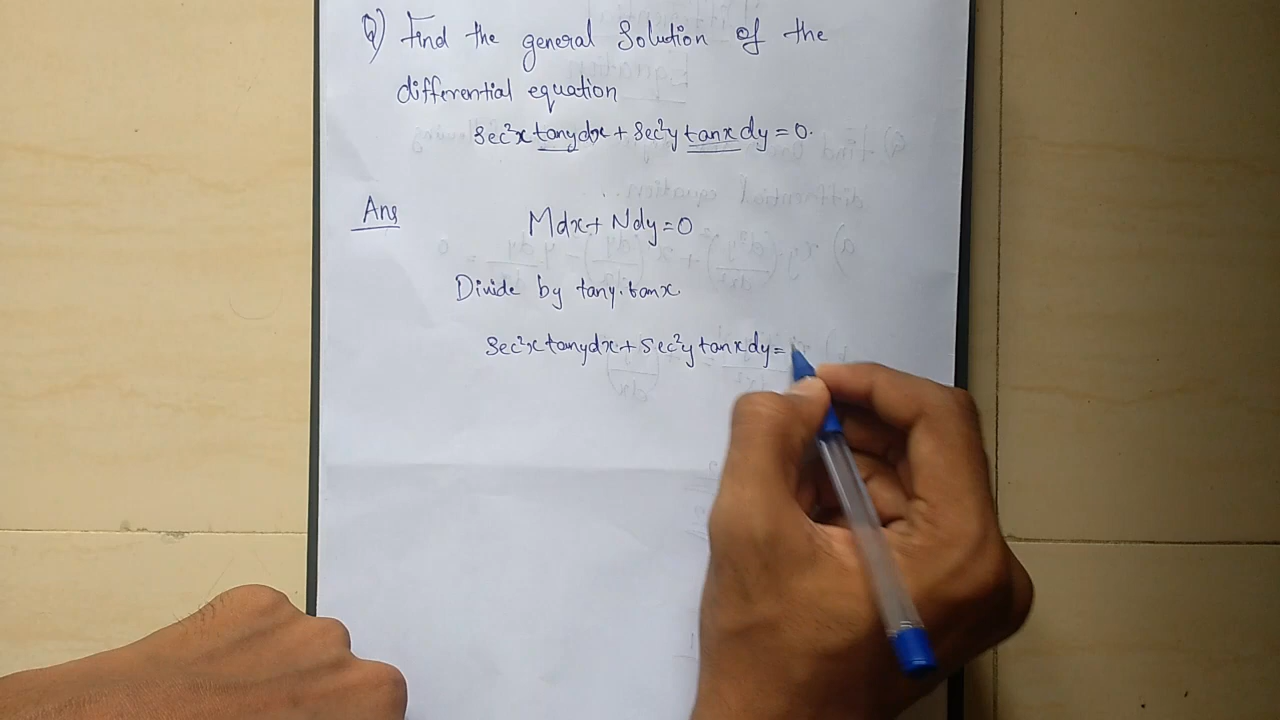 Q) Find the general Solution of the
differential equation
Sec²x tany dx + Sec²y tanx dy = 0.
Ans
Mdx + Ndy = 0
Divide by tany. tanx.
Sec²x tany dx + Sec²y tanx dy =